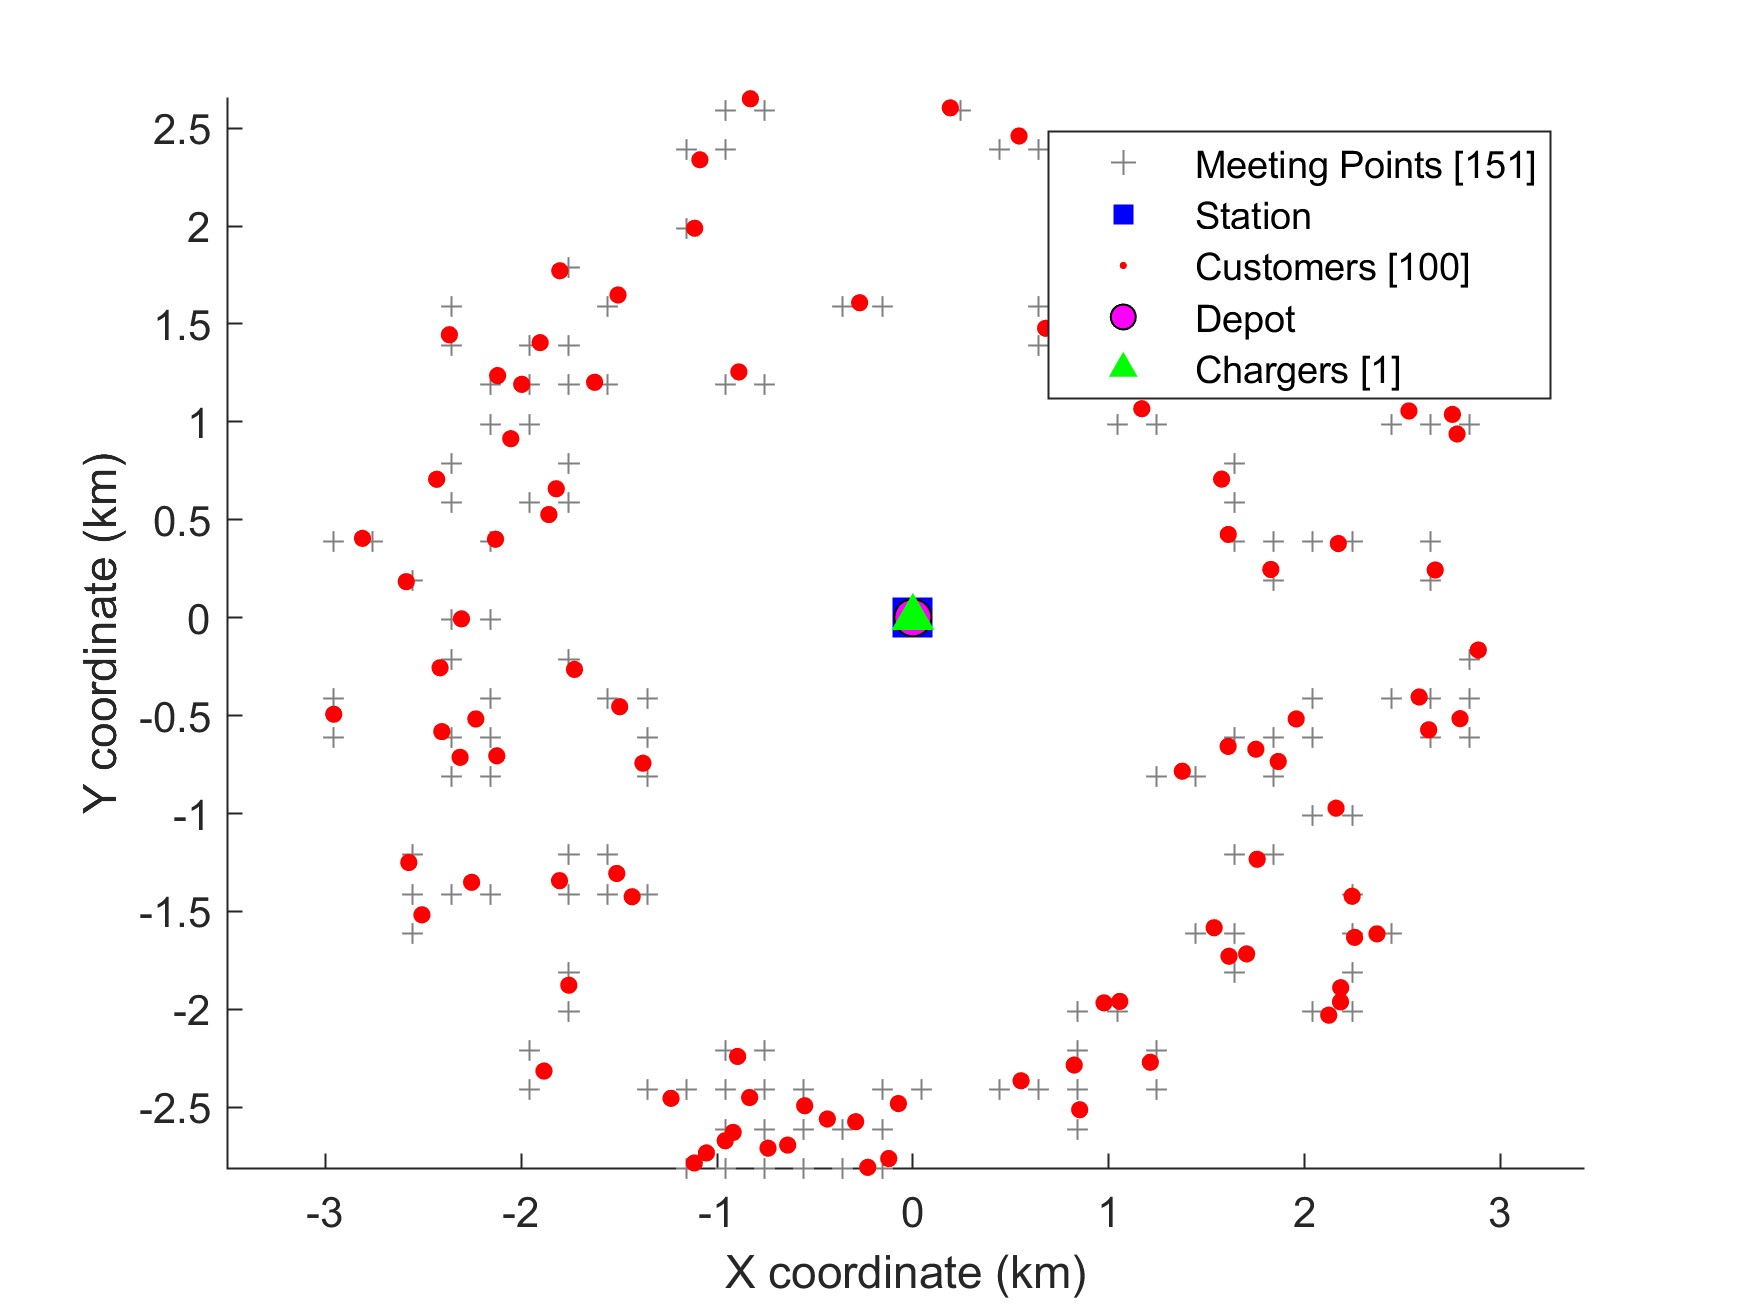 2.5
2
1.5
1
0.5
0
-0.5
-1
-1.5
-2
-2.5
Y coordinate (km)
Meeting Points [151]
Station
Customers [100]
Depot
Chargers [1]
-3 -2 -1 0 1 2 3
X coordinate (km)